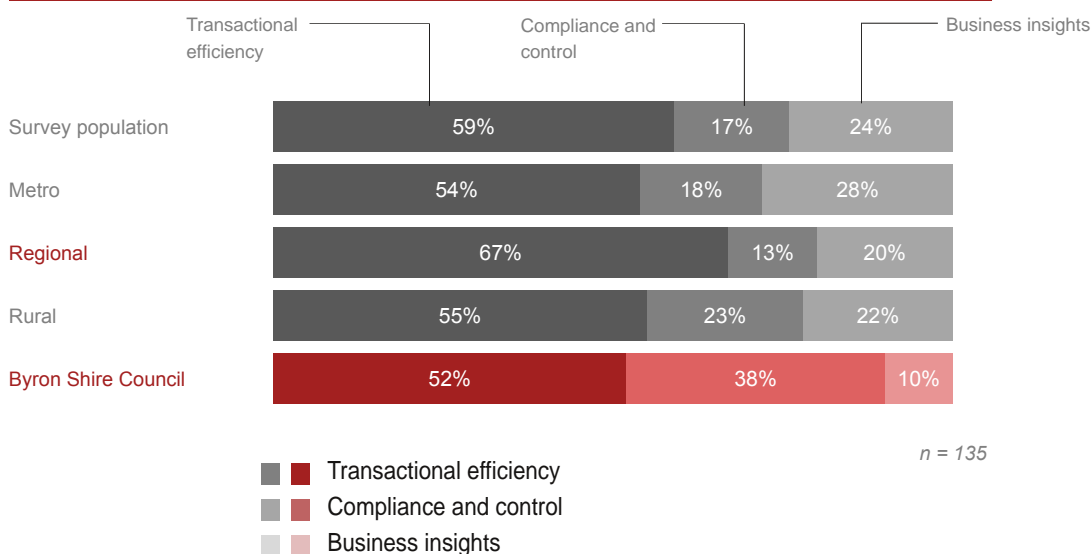 Transactional
efficiency
Compliance and
control
Business insights
Survey population
59%
17%
24%
Metro
54%
18%
28%
Regional
67%
13%
20%
Rural
55%
23%
22%
Byron Shire Council
52%
38%
10%
n = 135
Transactional efficiency
Compliance and control
Business insights